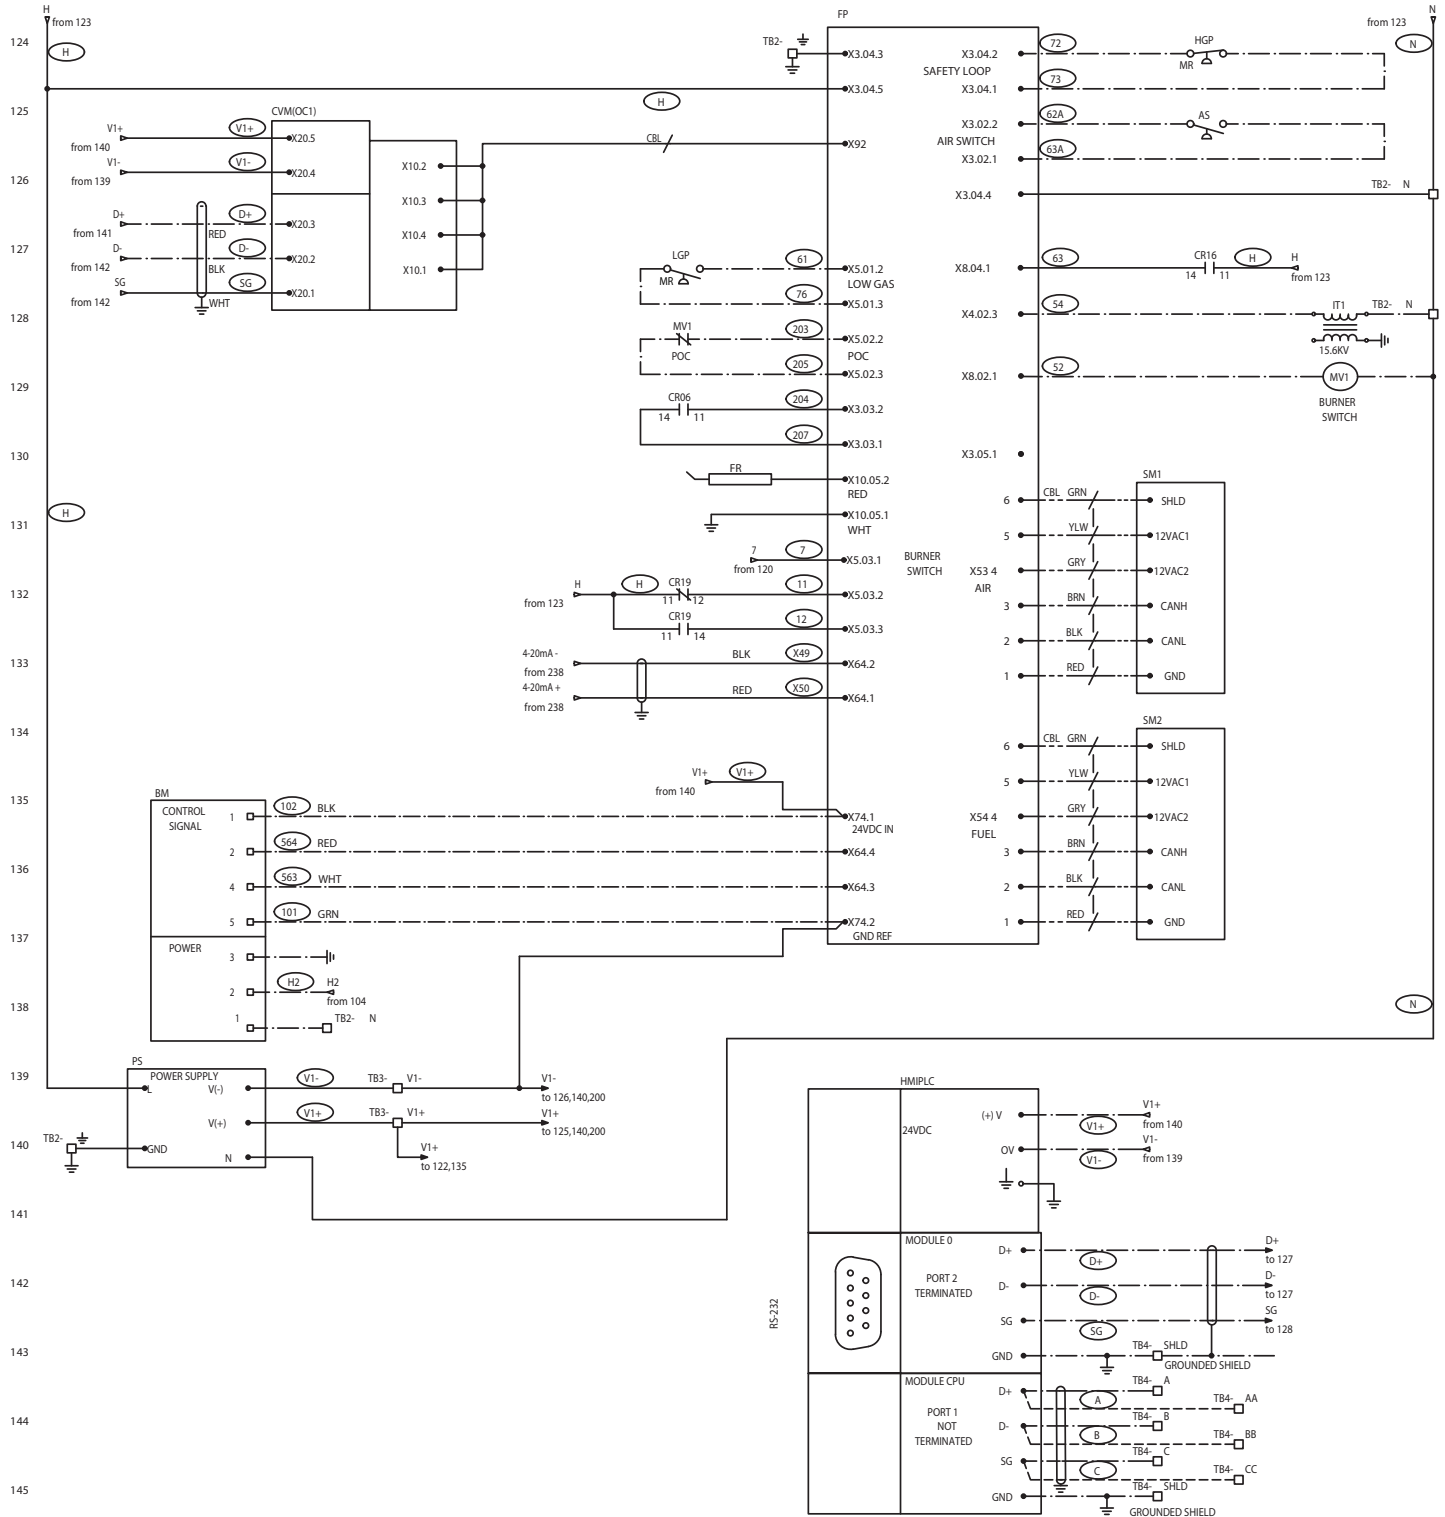 H
from 123
FP
N
from 123
124
H
TB2-
X3.04.3
X3.04.2
72
HGP
MR
N
SAFETY LOOP
73
X3.04.5
X3.04.1
H
125
CVM(OC1)
62A
AS
V1+
from 140
V1+
X20.5
X3.02.2
AIR SWITCH
CBL
X92
63A
V1-
from 139
V1-
X20.4
X10.2
X3.02.1
126
TB2- N
X3.04.4
X10.3
D+
from 141
D+
RED
X20.3
X10.4
127
D-
from 142
D-
BLK
X20.2
X10.1
LGP
MR
61
X5.01.2
LOW GAS
X8.04.1
63
CR16
14 11
H
H
from 123
SG
from 142
SG
WHT
X20.1
76
X5.01.3
128
X4.02.3
54
IT1
TB2- N
15.6KV
MV1
POC
203
X5.02.2
POC
205
X5.02.3
X8.02.1
52
MV1
BURNER
SWITCH
129
CR06
14 11
204
X3.03.2
207
X3.03.1
130
X3.05.1
FR
X10.05.2
RED
SM1
6 CBL GRN SHLD
H
131
X10.05.1
WHT
5 YLW 12VAC1
7
from 120
7
X5.03.1
BURNER
SWITCH
X53 4 GRY 12VAC2
AIR
132
H
from 123
H
CR19
11 12
11
X5.03.2
3 BRN CANH
CR19
11 14
12
X5.03.3
2 BLK CANL
133
4-20mA -
from 238
BLK
X49
X64.2
1 RED GND
4-20mA +
from 238
RED
X50
X64.1
134
SM2
6 CBL GRN SHLD
V1+
from 140
V1+
5 YLW 12VAC1
135
BM
CONTROL
SIGNAL
1 102 BLK
X74.1
24VDC IN
X54 4 GRY 12VAC2
FUEL
2 564 RED
X64.4
3 BRN CANH
136
4 563 WHT
X64.3
2 BLK CANL
5 101 GRN
X74.2
GND REF
1 RED GND
137
POWER
3
2 H2 H2
from 104
138
1 TB2- N
N
139
PS
POWER SUPPLY
L
V(-)
V1-
TB3- V1-
V1-
to 126,140,200
V(+)
V1+
TB3- V1+
V1+
to 125,140,200
140
TB2-
GND
N
V1+
to 122,135
HMIPLC
24VDC
(+) V
V1+
V1+
from 140
OV
V1-
V1-
from 139
141
MODULE 0
D+
D+
D+
to 127
142
PORT 2
TERMINATED
D-
D-
D-
to 127
RS-232
SG
SG
SG
to 128
143
GND
TB4- SHLD
GROUNDED SHIELD
MODULE CPU
D+
A
TB4- A
TB4- AA
144
PORT 1
NOT
TERMINATED
D-
B
TB4- B
TB4- BB
SG
C
TB4- C
TB4- CC
145
GND
TB4- SHLD
GROUNDED SHIELD